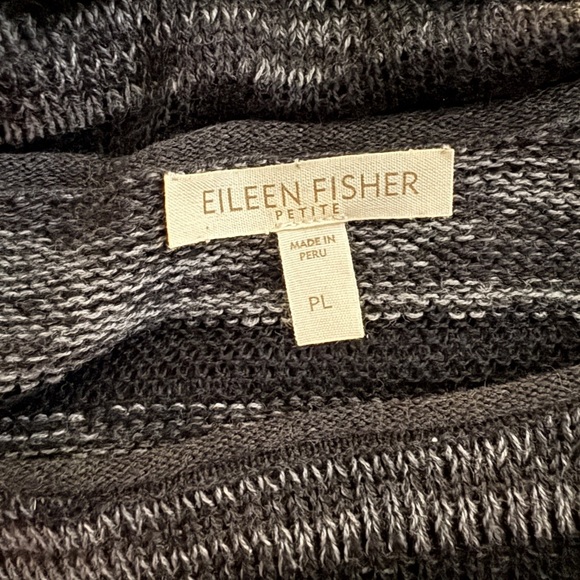 EILEEN FISHER
PETITE
MADE IN
PERU
PL